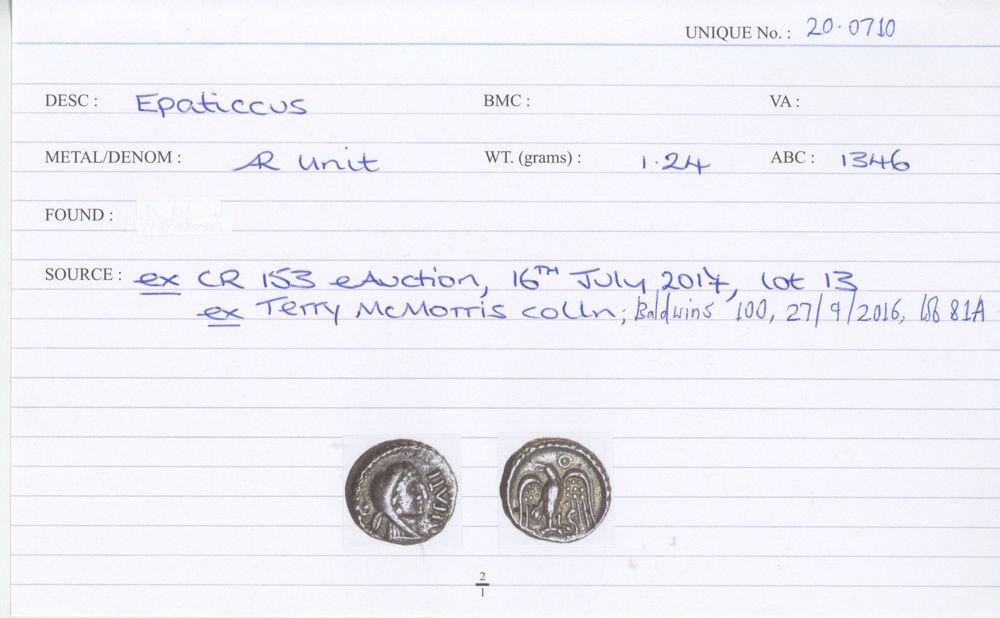 UNIQUE No. : 20·0710
DESC : Epaticcus BMC : VA :
METAL/DENOM : AR unit WT. (grams) : 1·24 ABC : 1346
FOUND :
SOURCE : ex CR 153 eAuction, 16TH July 2017, lot 13
ex Terry McMorris colln; Baldwins 100, 27/9/2016, 81A
2
1